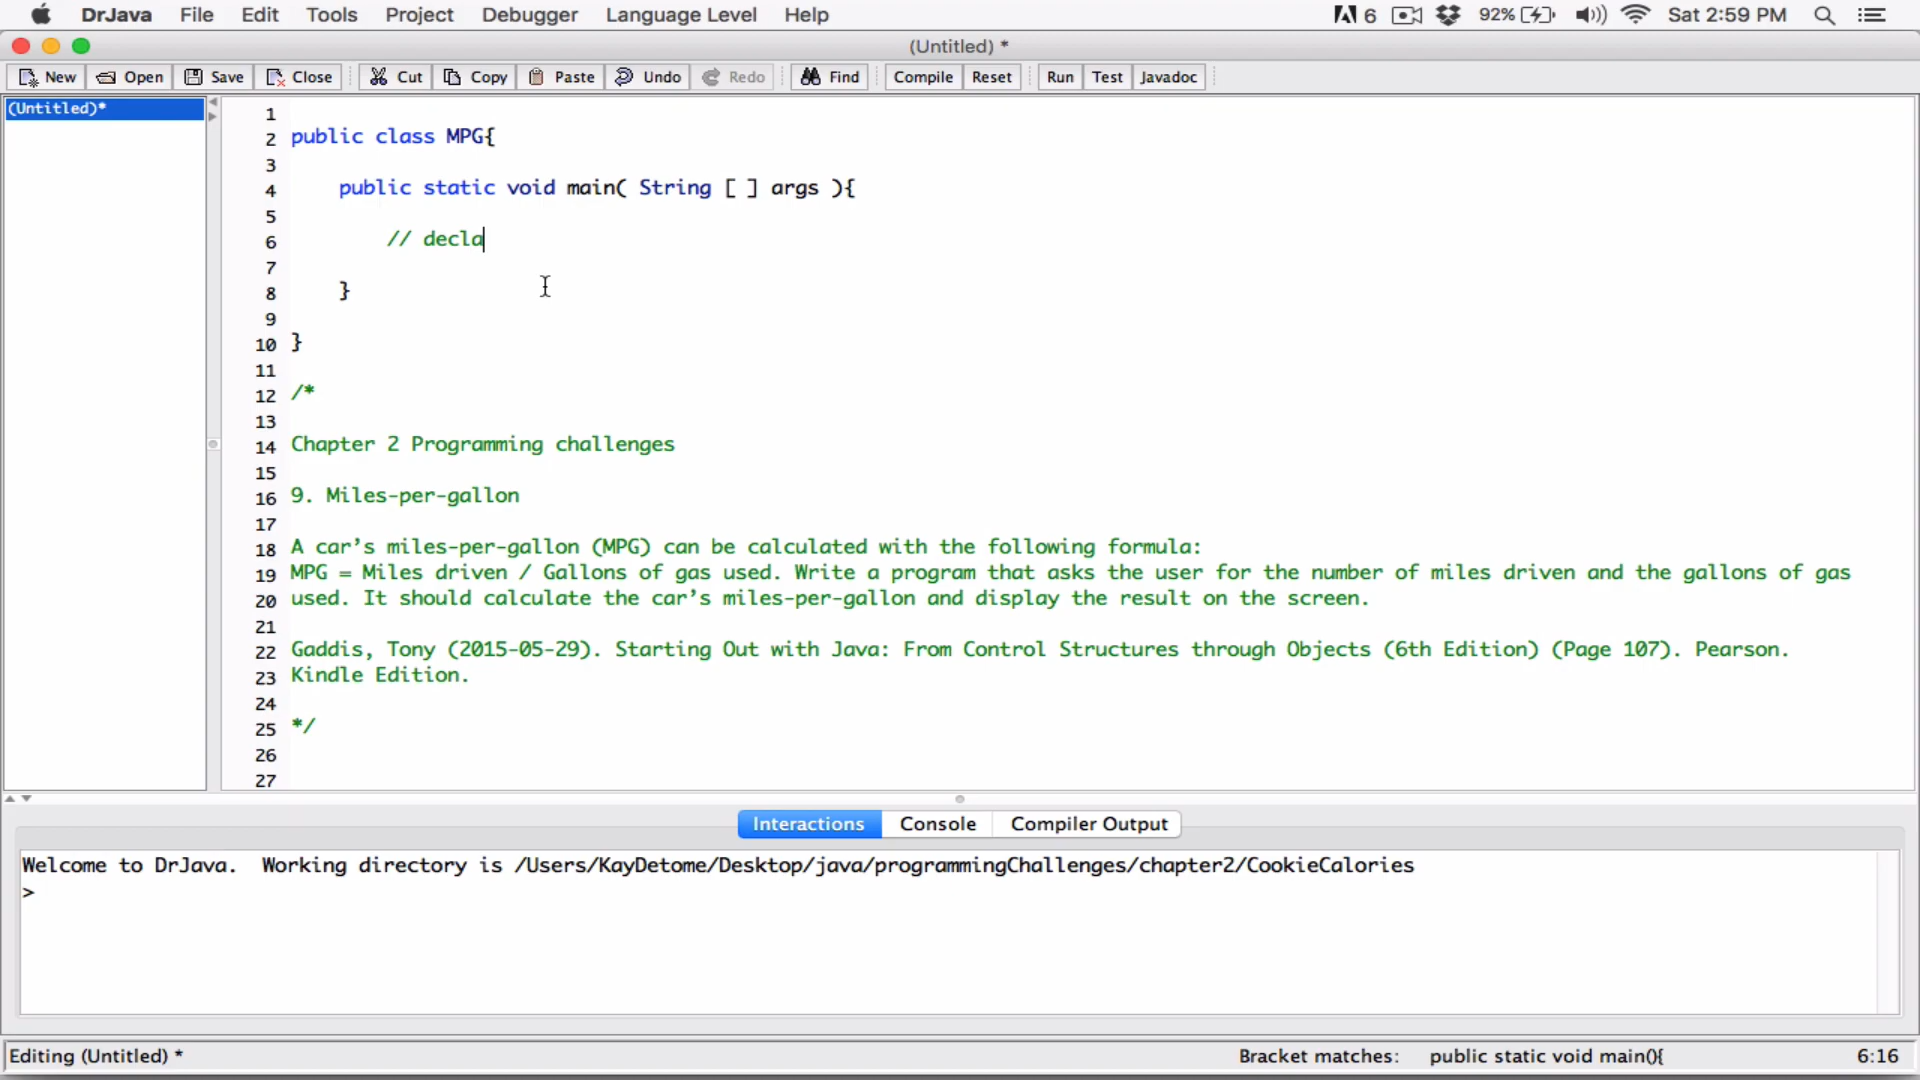 DrJava File Edit Tools Project Debugger Language Level Help 6 92% Sat 2:59 PM
(Untitled) *
New Open Save Close Cut Copy Paste Undo Redo Find Compile Reset Run Test Javadoc
(Untitled)*
1
2 public class MPG{
3
4 public static void main( String [ ] args ){
5
6 // decla
7
8 }
9
10 }
11
12 /*
13
14 Chapter 2 Programming challenges
15
16 9. Miles-per-gallon
17
18 A car’s miles-per-gallon (MPG) can be calculated with the following formula:
19 MPG = Miles driven / Gallons of gas used. Write a program that asks the user for the number of miles driven and the gallons of gas
20 used. It should calculate the car’s miles-per-gallon and display the result on the screen.
21
22 Gaddis, Tony (2015-05-29). Starting Out with Java: From Control Structures through Objects (6th Edition) (Page 107). Pearson.
23 Kindle Edition.
24
25 */
26
27
Interactions Console Compiler Output
Welcome to DrJava. Working directory is /Users/KayDetome/Desktop/java/programmingChallenges/chapter2/CookieCalories
>
Editing (Untitled) * Bracket matches: public static void main(){ 6:16